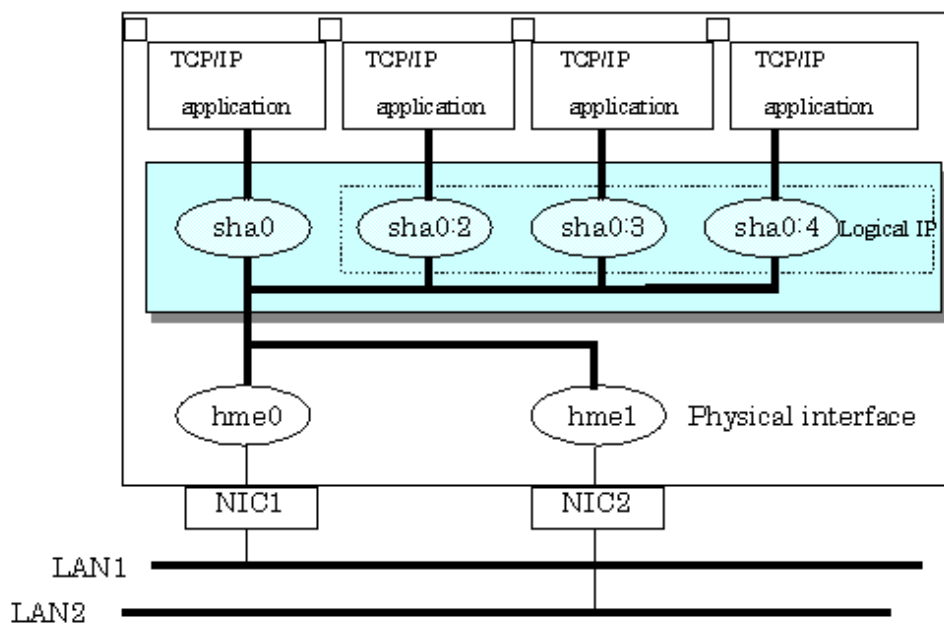 TCP/IP
application
TCP/IP
application
TCP/IP
application
TCP/IP
application
sha0
sha0:2
sha0:3
sha0:4
Logical IP
hme0
hme1
Physical interface
NIC1
NIC2
LAN1
LAN2